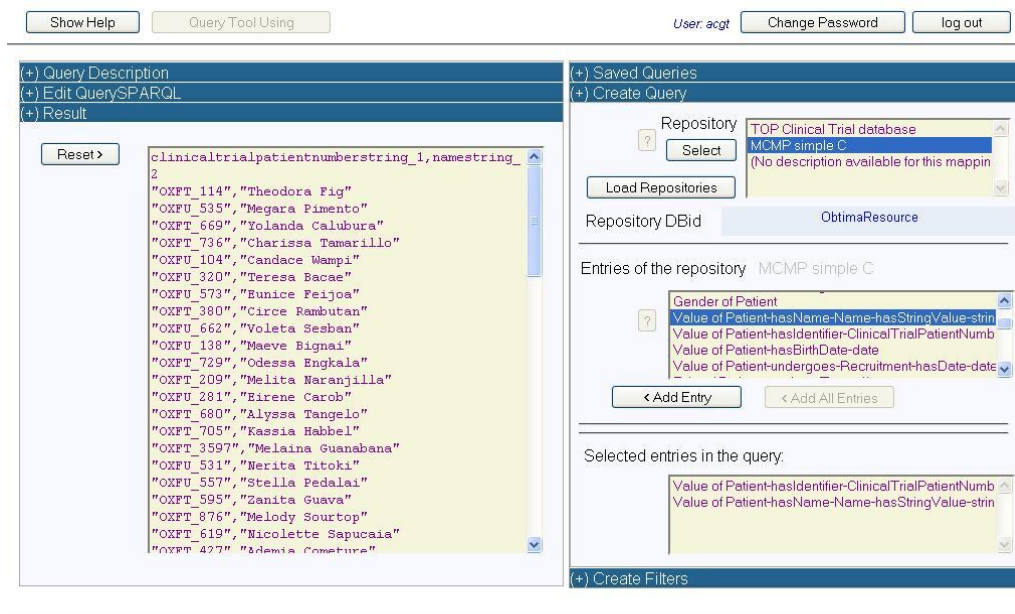 Show Help
Query Tool Using
User: acgt
Change Password
log out
(+) Query Description
(+) Edit QuerySPARQL
(+) Result
Reset >
clinicaltrialpatientnumberstring_1,namestring_
2
"OXFT_114","Theodora Fig"
"OXFU_535","Megara Pimento"
"OXFT_669","Yolanda Calubura"
"OXFT_736","Charissa Tamarillo"
"OXFU_104","Candace Wampi"
"OXFU_320","Teresa Bacae"
"OXFU_573","Eunice Feijoa"
"OXFT_380","Circe Rambutan"
"OXFU_662","Voleta Sesban"
"OXFU_138","Maeve Bignai"
"OXFT_729","Odessa Engkala"
"OXFT_209","Melita Naranjilla"
"OXFU_281","Eirene Carob"
"OXFT_680","Alyssa Tangelo"
"OXFT_705","Kassia Habbel"
"OXFT_3597","Melaina Guanabana"
"OXFU_531","Nerita Titoki"
"OXFU_557","Stella Pedalai"
"OXFT_595","Zanita Guava"
"OXFT_876","Melody Sourtop"
"OXFT_619","Nicolette Sapucaia"
"OXFT_427","Ademia Cometure"
(+) Saved Queries
(+) Create Query
Repository
?
Select
Load Repositories
TOP Clinical Trial database
MCMP simple C
(No description available for this mappin
Repository DBid
ObtimaResource
Entries of the repository MCMP simple C
?
Gender of Patient
Value of Patient-hasName-Name-hasStringValue-strin
Value of Patient-hasIdentifier-ClinicalTrialPatientNumb
Value of Patient-hasBirthDate-date
Value of Patient-undergoes-Recruitment-hasDate-date
< Add Entry
< Add All Entries
Selected entries in the query:
Value of Patient-hasIdentifier-ClinicalTrialPatientNumb
Value of Patient-hasName-Name-hasStringValue-strin
(+) Create Filters